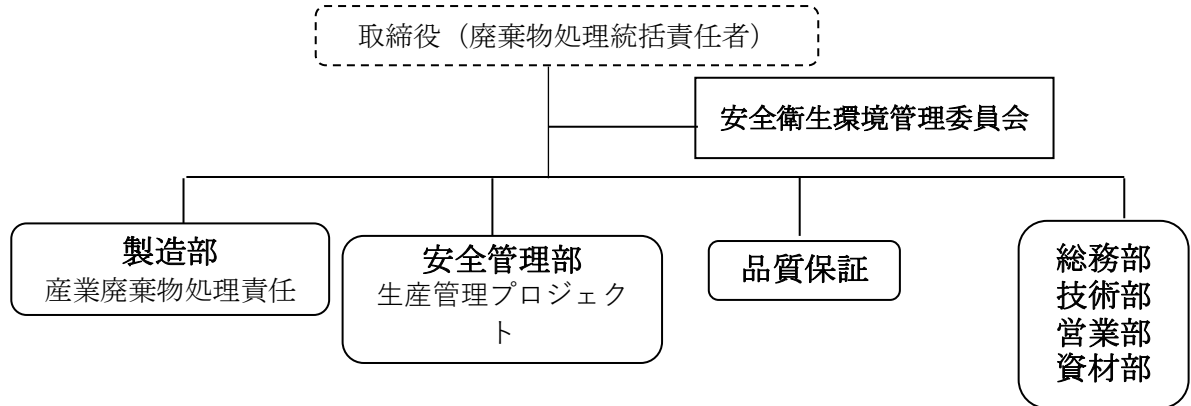 取締役（廃棄物処理統括責任者）
安全衛生環境管理委員会
製造部
産業廃棄物処理責任
安全管理部
生産管理プロジェク
ト
品質保証
総務部
技術部
営業部
資材部